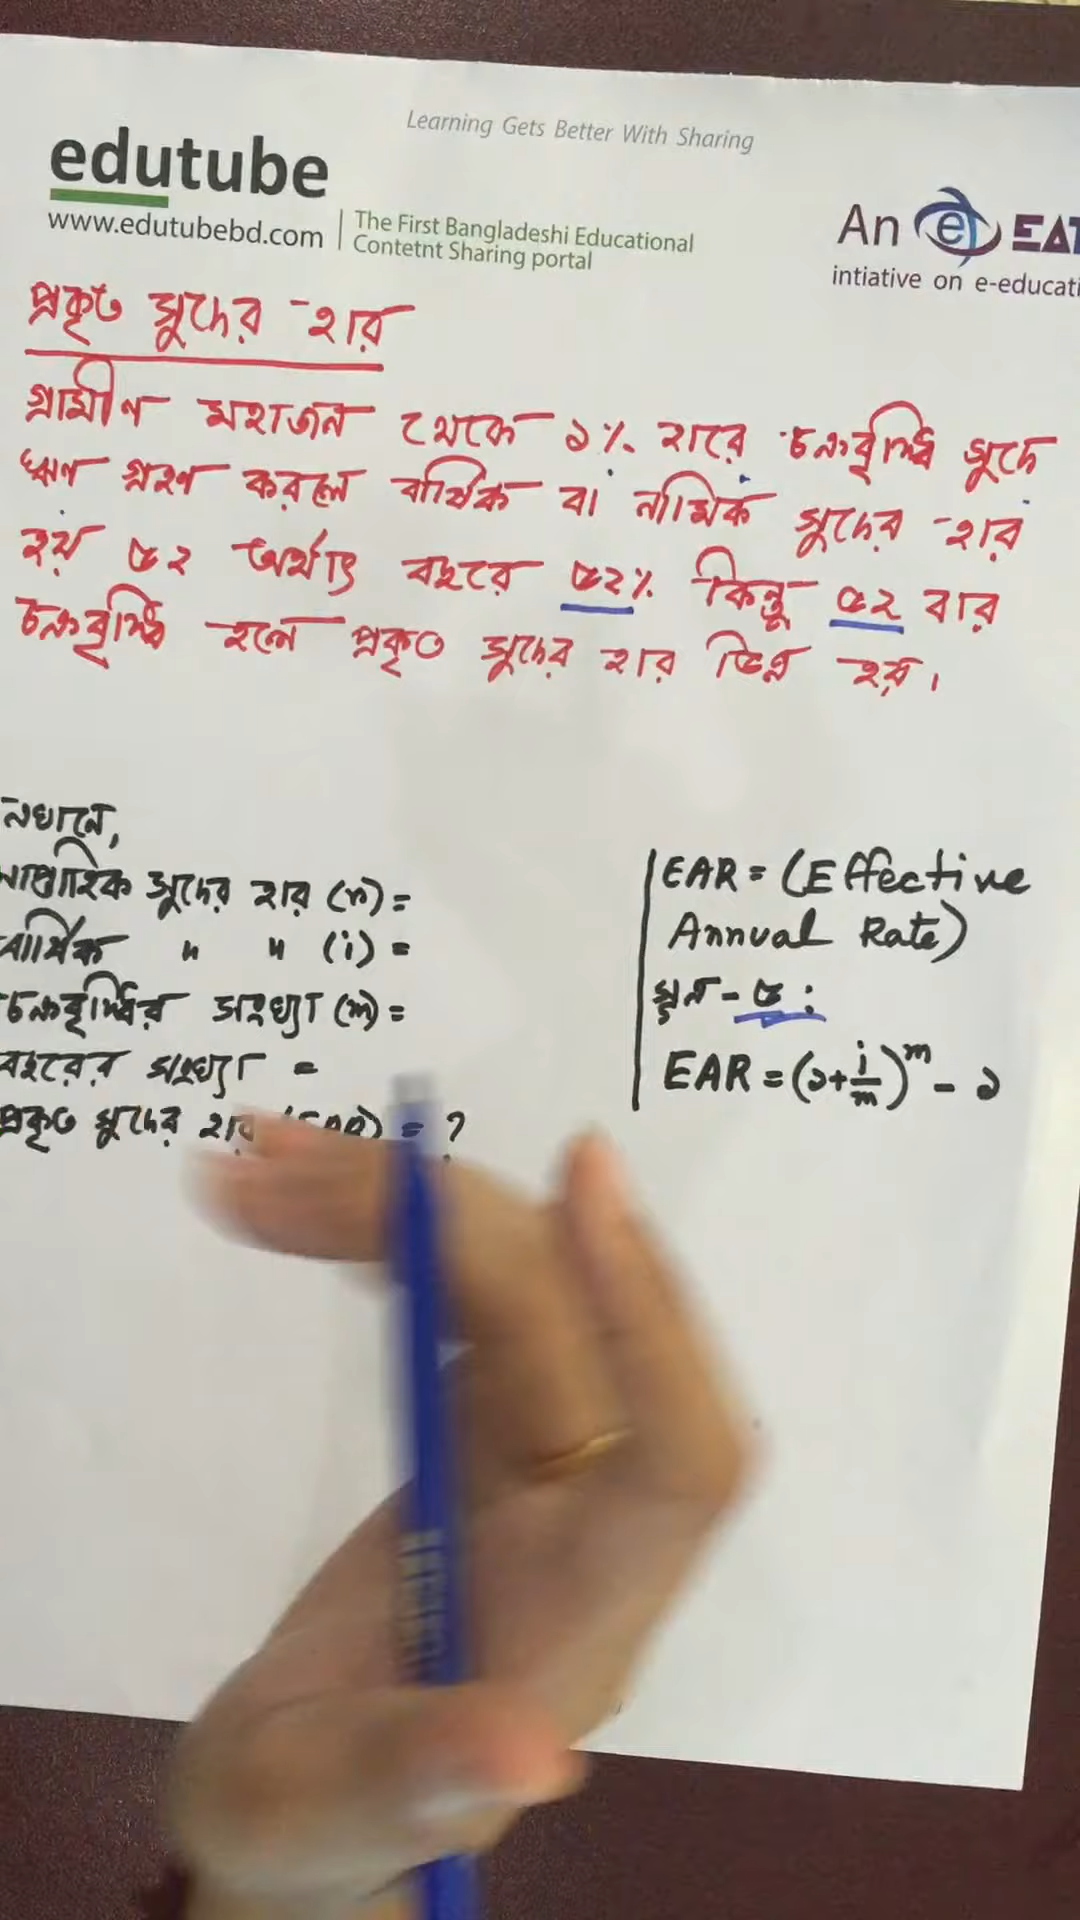 Learning Gets Better With Sharing
edutube
www.edutubebd.com
The First Bangladeshi Educational
Contetnt Sharing portal
An
intiative on e-educati
প্রকৃত সুদের হার
গ্রামীণ মহাজন থেকে ১% হারে চক্রবৃদ্ধি সুদে
ঋণ গ্রহণ করলে বার্ষিক বা নামিক সুদের হার
হয় ৫২ অর্থাৎ বছরে ৫২% কিন্তু ৫২ বার
চক্রবৃদ্ধি হলে প্রকৃত সুদের হার ভিন্ন হয়।
সুদের হার (r)=
বার্ষিক " " (i) =
চক্রবৃদ্ধির সংখ্যা (m)=
বছরের সংখ্যা =
প্রকৃত সুদের = ?
EAR = (Effective
Annual Rate)
সূত্র - ৫ :
EAR = (১+i/m)^m - ১